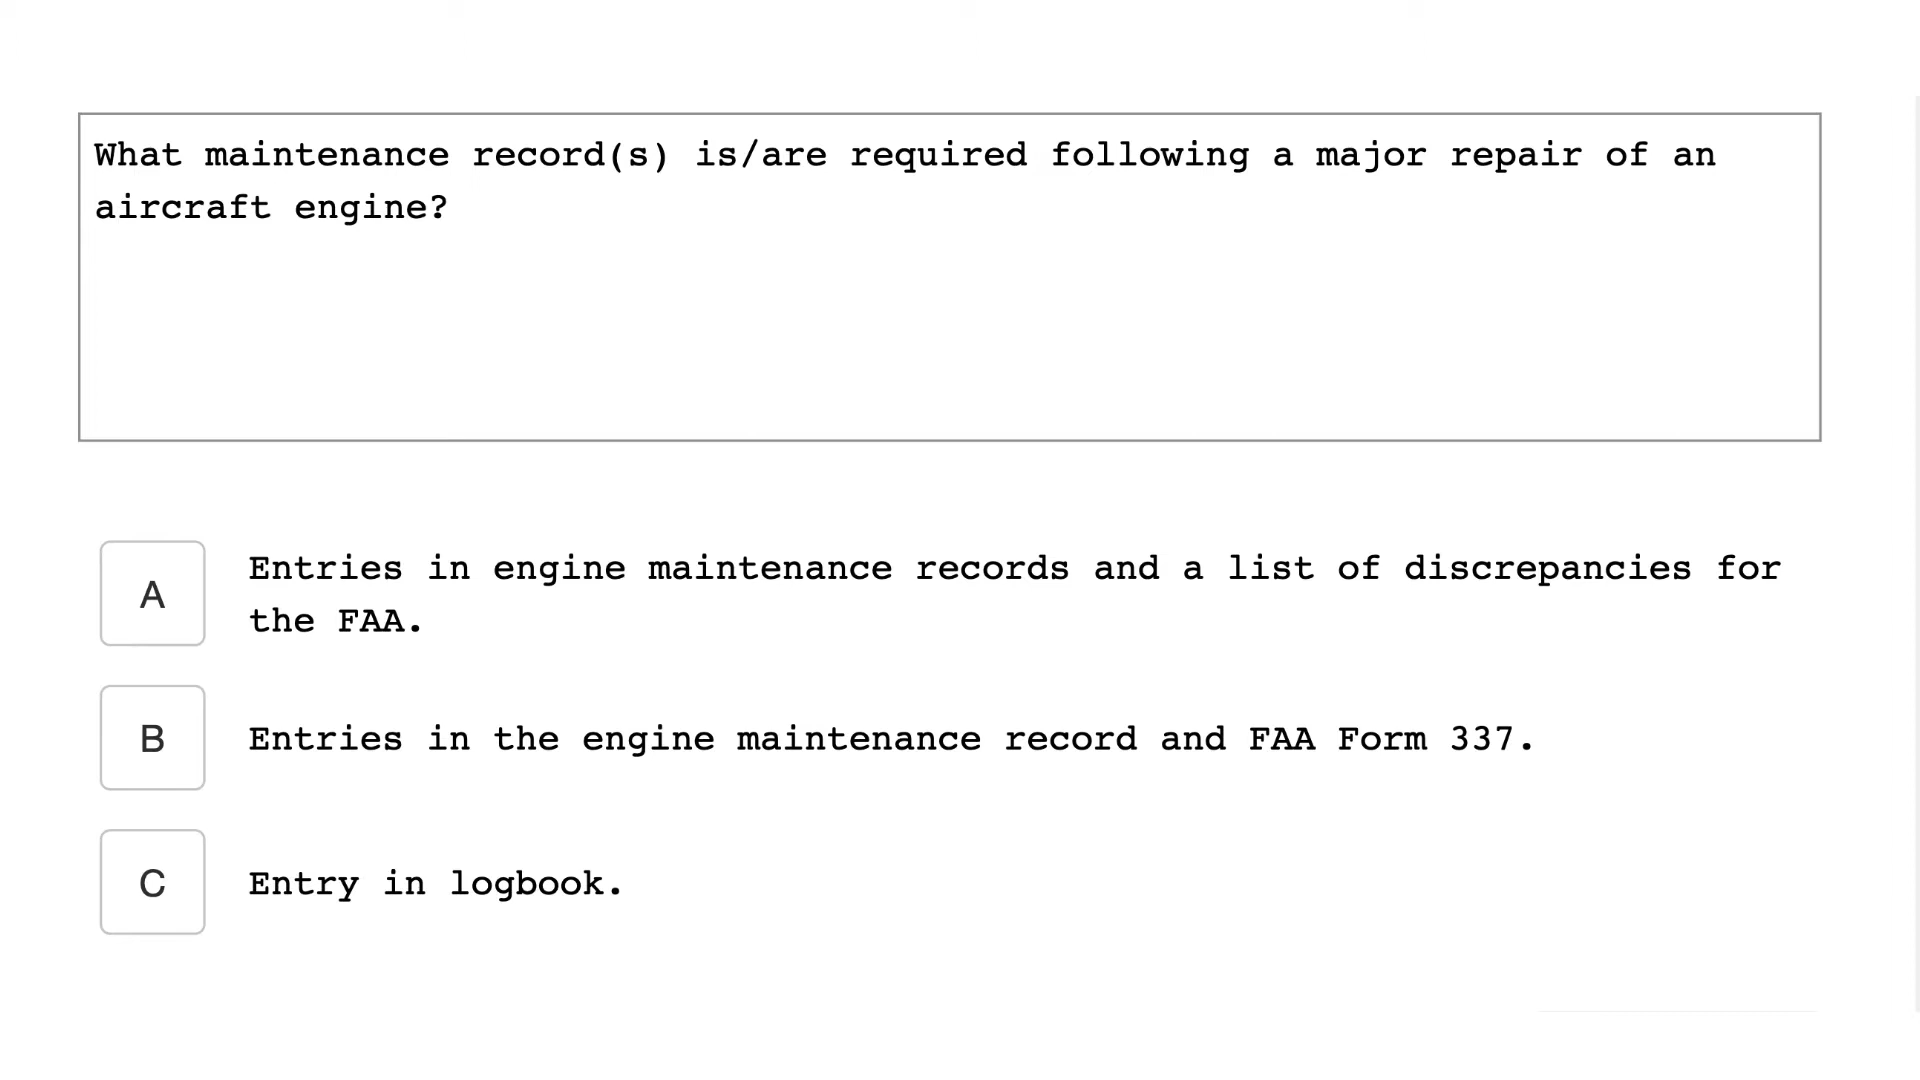 What maintenance record(s) is/are required following a major repair of an
aircraft engine?
A
Entries in engine maintenance records and a list of discrepancies for
the FAA.
B
Entries in the engine maintenance record and FAA Form 337.
C
Entry in logbook.